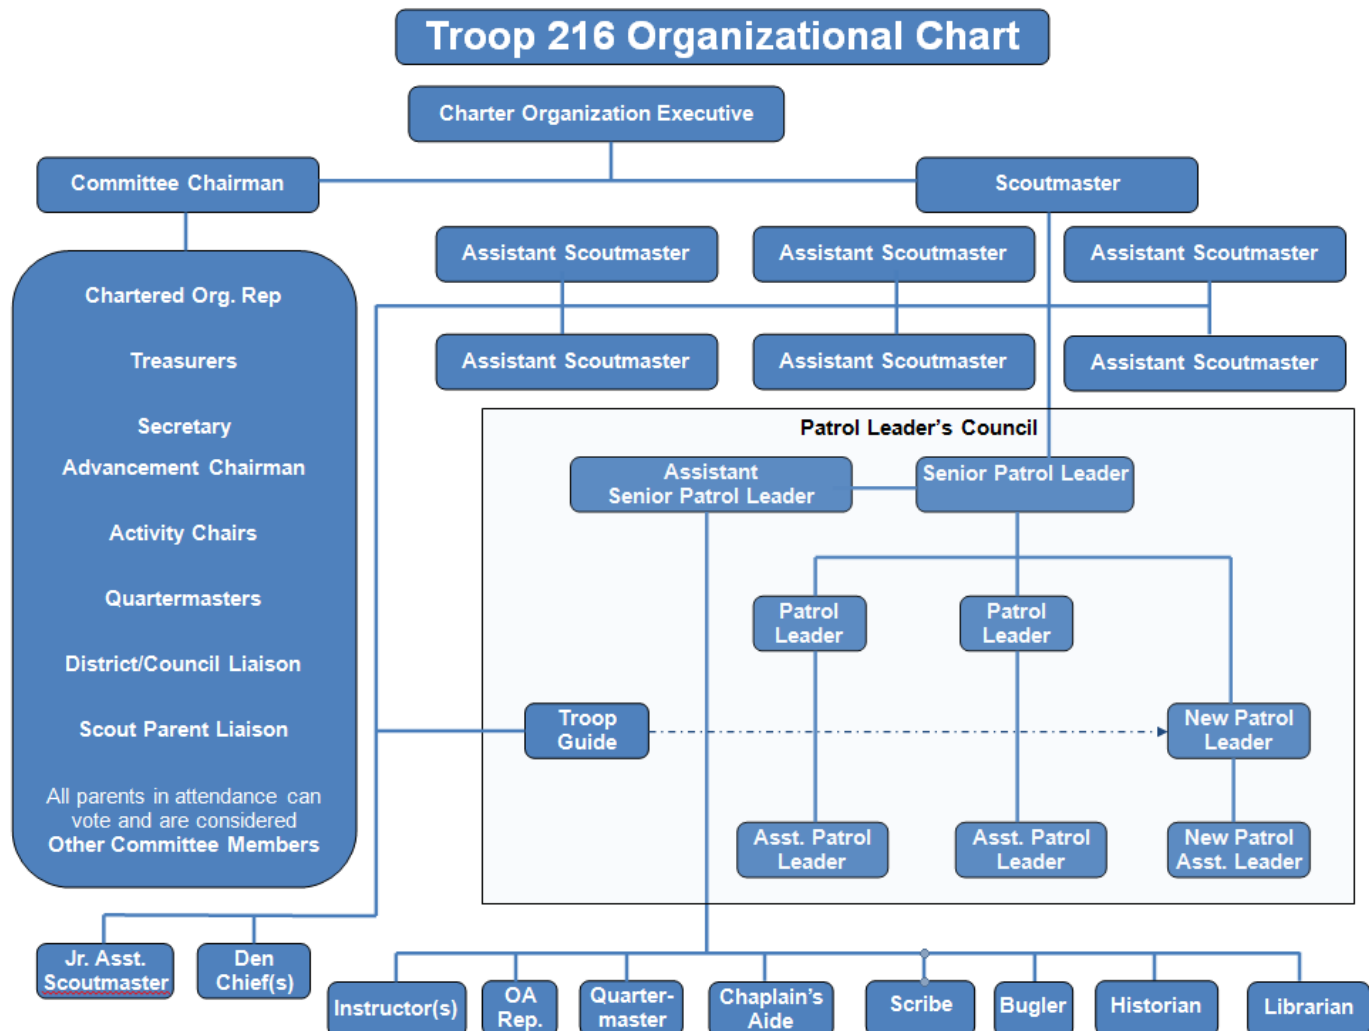 Troop 216 Organizational Chart
Charter Organization Executive
Committee Chairman
Scoutmaster
Assistant Scoutmaster
Assistant Scoutmaster
Assistant Scoutmaster
Assistant Scoutmaster
Assistant Scoutmaster
Assistant Scoutmaster
Chartered Org. Rep
Treasurers
Secretary
Advancement Chairman
Activity Chairs
Quartermasters
District/Council Liaison
Scout Parent Liaison
All parents in attendance can
vote and are considered
Other Committee Members
Patrol Leader’s Council
Assistant
Senior Patrol Leader
Senior Patrol Leader
Patrol
Leader
Patrol
Leader
Troop
Guide
New Patrol
Leader
Asst. Patrol
Leader
Asst. Patrol
Leader
New Patrol
Asst. Leader
Jr. Asst.
Scoutmaster
Den
Chief(s)
Instructor(s)
OA
Rep.
Quarter-
master
Chaplain’s
Aide
Scribe
Bugler
Historian
Librarian